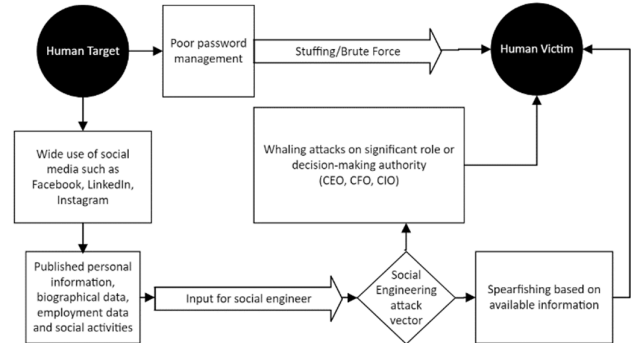 Human Target
Poor password
management
Stuffing/Brute Force
Human Victim
Wide use of social
media such as
Facebook, LinkedIn,
Instagram
Whaling attacks on significant role or
decision-making authority
(CEO, CFO, CIO)
Published personal
information,
biographical data,
employment data
and social activities
Input for social engineer
Social
Engineering
attack
vector
Spearfishing based on
available information